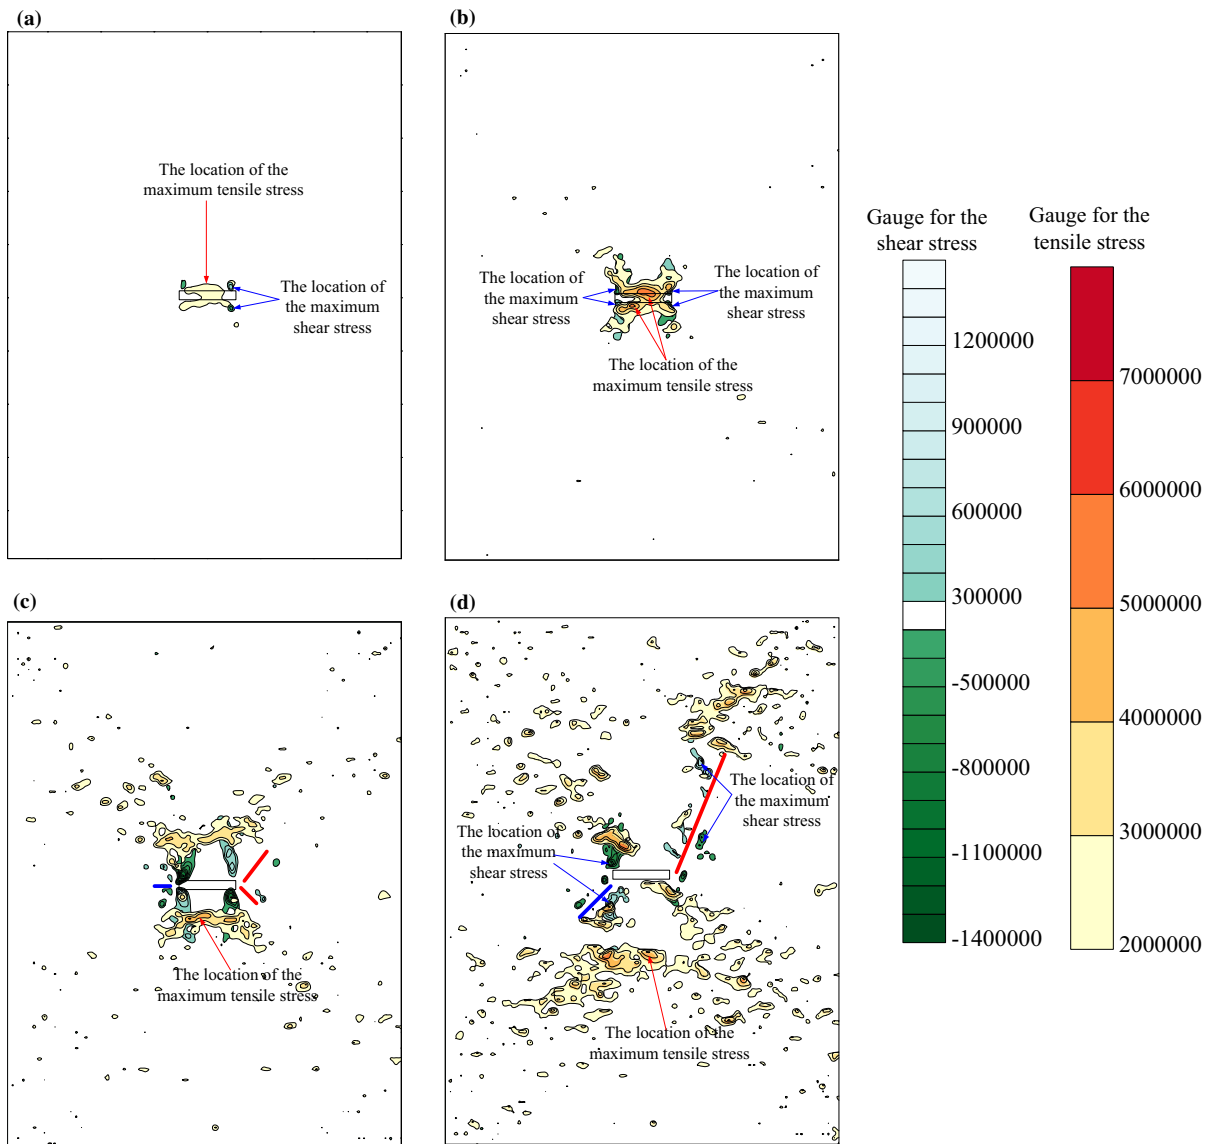 (a)
The location of the
maximum tensile stress
The location of
the maximum
shear stress
(b)
The location of
the maximum
shear stress
The location of
the maximum
shear stress
The location of the
maximum tensile stress
(c)
The location of the
maximum tensile stress
(d)
The location of
the maximum
shear stress
The location of
the maximum
shear stress
The location of the
maximum tensile stress
Gauge for the
shear stress
1200000
900000
600000
300000
-500000
-800000
-1100000
-1400000
Gauge for the
tensile stress
7000000
6000000
5000000
4000000
3000000
2000000